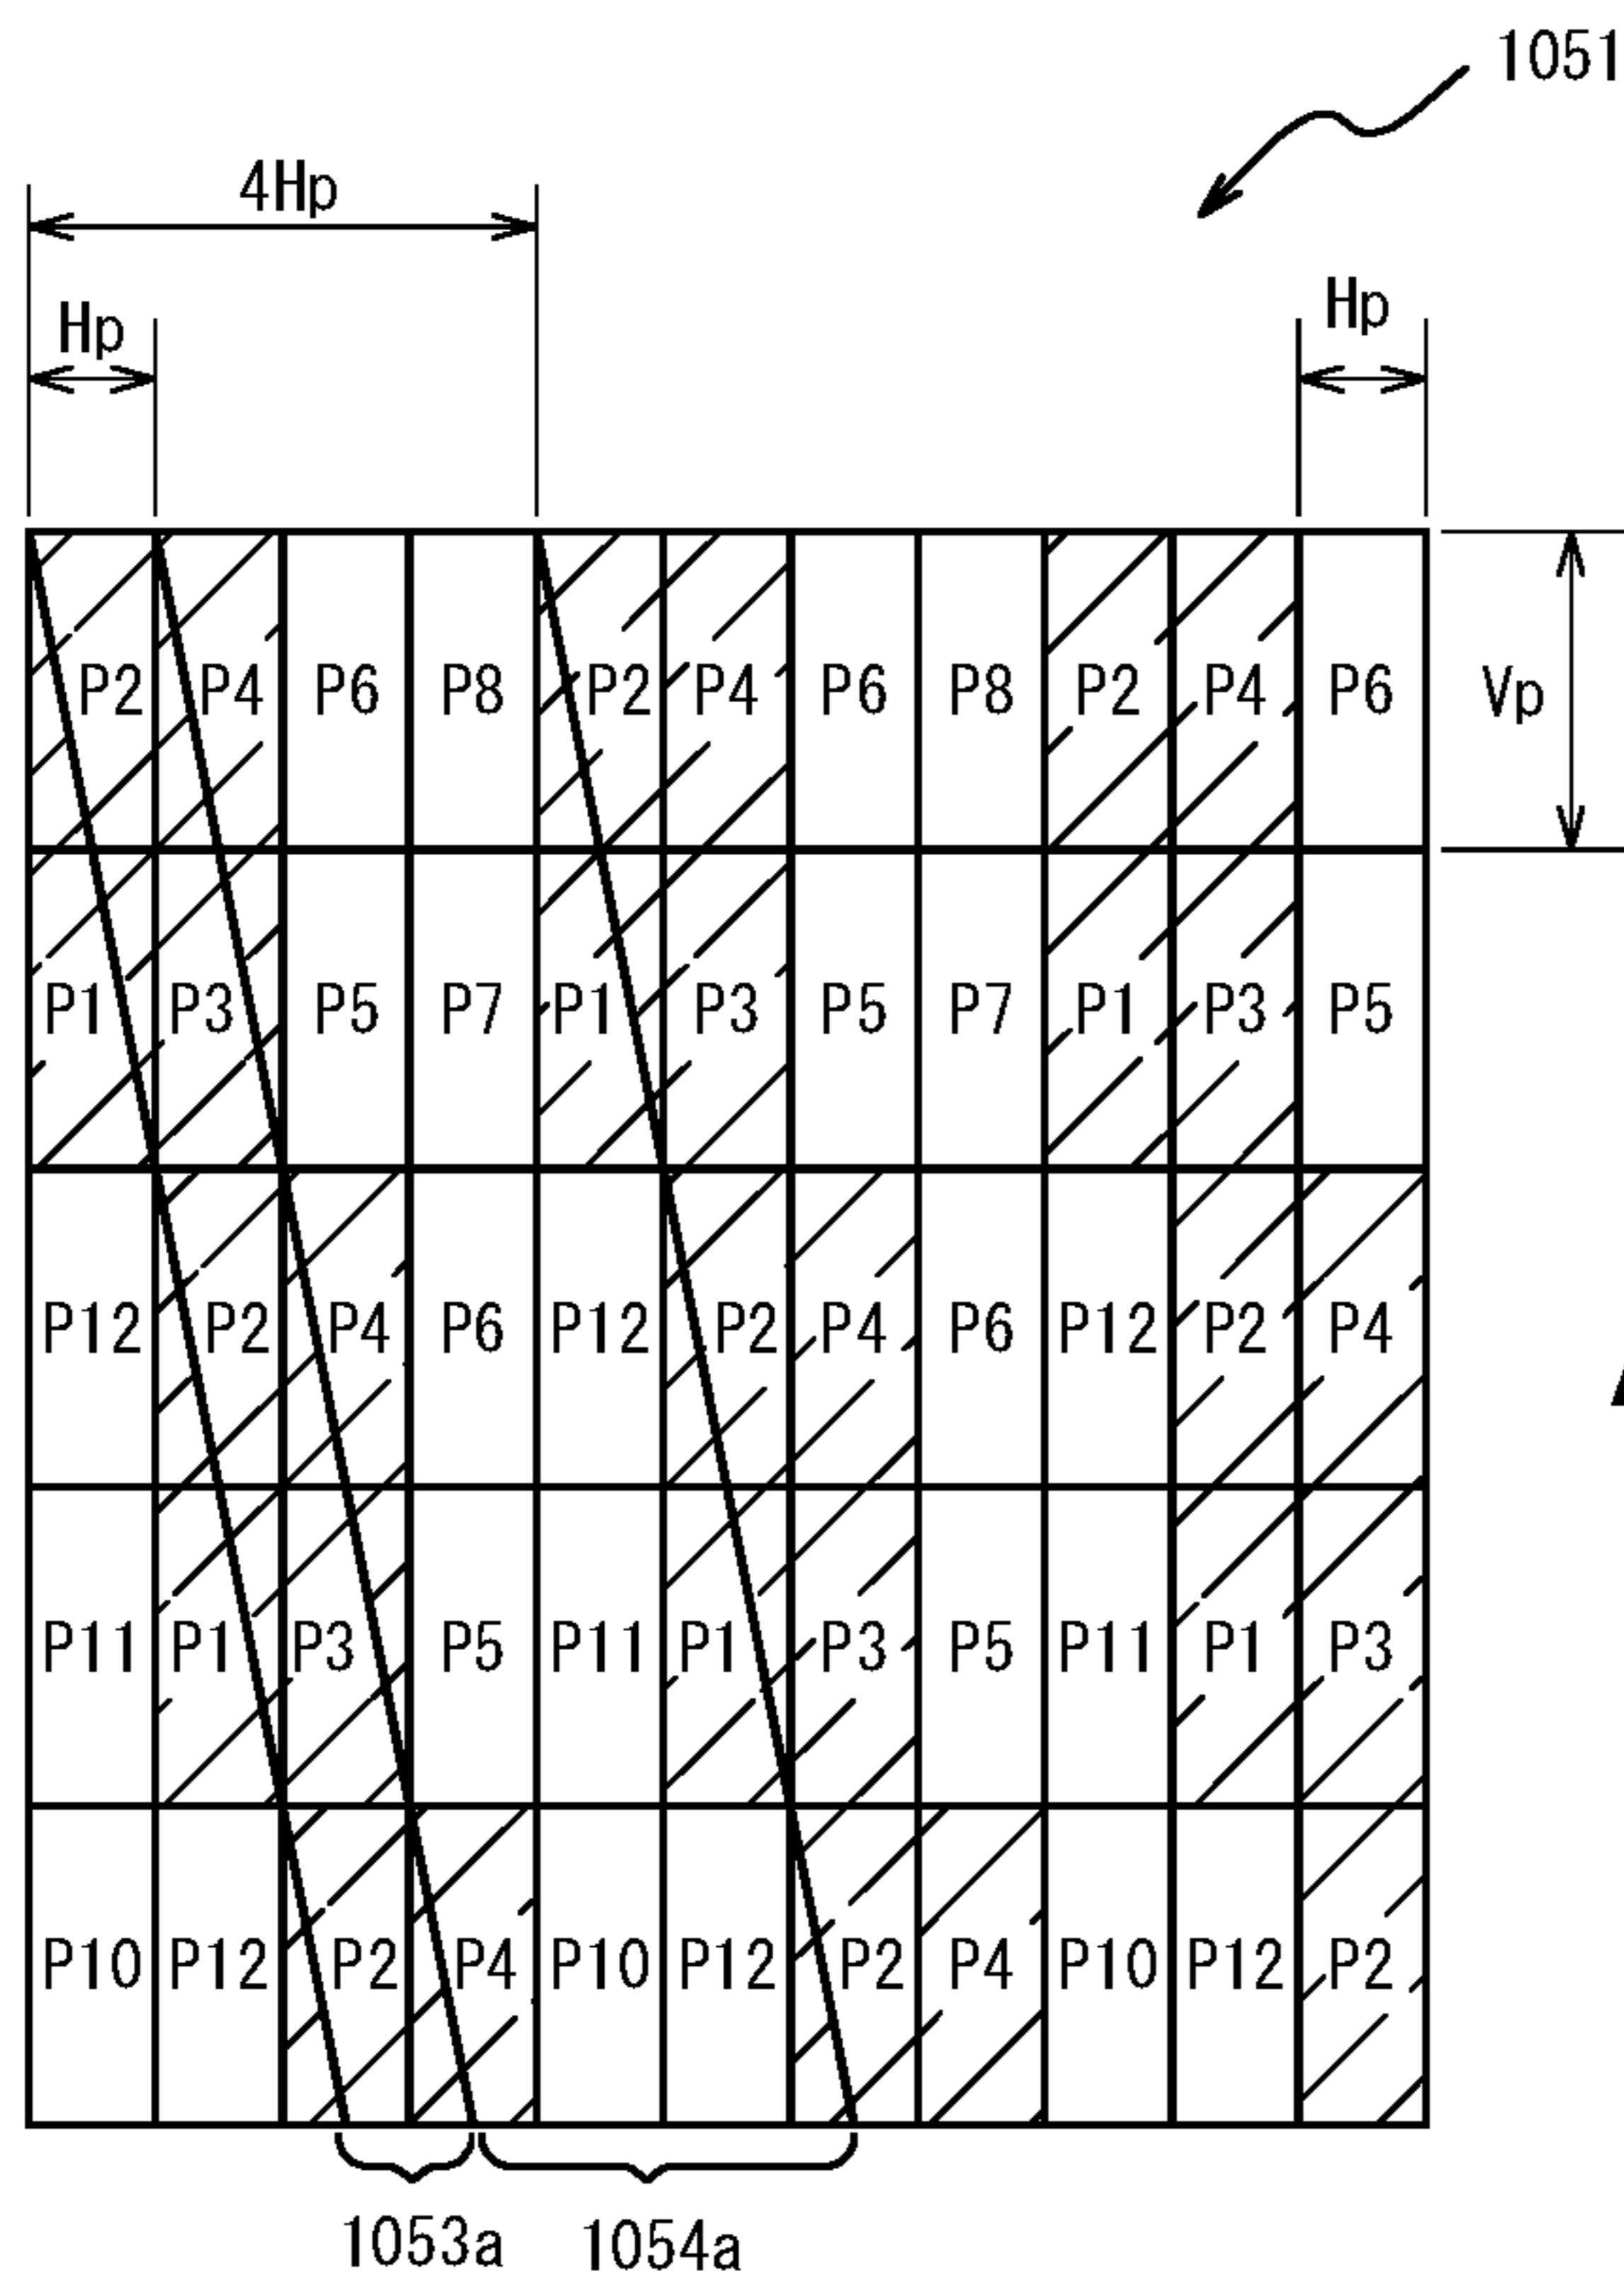 1051
4Hp
Hp Hp
P2 P4 P6 P8 P2 P4 P6 P8 P2 P4 P6 Vp
P1 P3 P5 P7 P1 P3 P5 P7 P1 P3 P5
P12 P2 P4 P6 P12 P2 P4 P6 P12 P2 P4
P11 P1 P3 P5 P11 P1 P3 P5 P11 P1 P3
P10 P12 P2 P4 P10 P12 P2 P4 P10 P12 P2
1053a 1054a